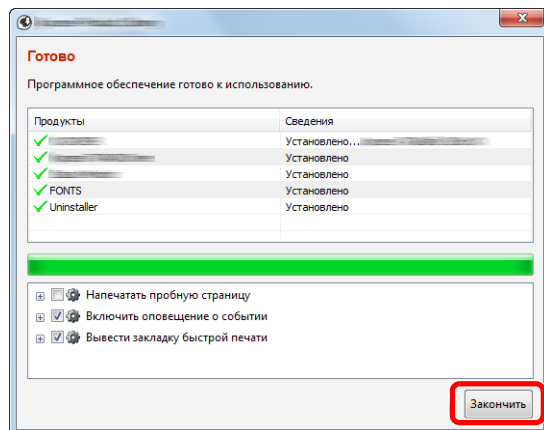 Готово
Программное обеспечение готово к использованию.
Продукты Сведения
Установлено...
Установлено
Установлено
FONTS Установлено
Uninstaller Установлено
Напечатать пробную страницу
Включить оповещение о событии
Вывести закладку быстрой печати
Закончить